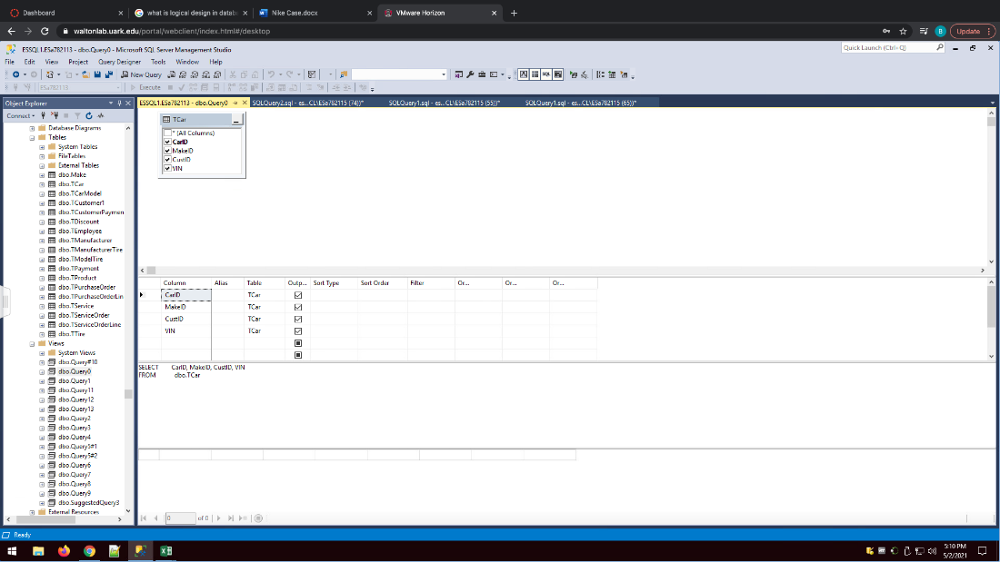 Dashboard
what is logical design in datab
Nike Case.docx
VMware Horizon
waltonlab.uark.edu/portal/webclient/index.html#/desktop
B
Update
ESSQL1.ESa782113 - dbo.Query0 - Microsoft SQL Server Management Studio
Quick Launch (Ctrl+Q)
File Edit View Project Query Designer Tools Window Help
New Query
SQL
ESa782113
Execute
Object Explorer
ESSQL1.ESa782113 - dbo.Query0
SQLQuery2.sql - es...CL\ESa782115 (74))*
SQLQuery1.sql - es...CL\ESa782115 (55))*
SQLQuery1.sql - es...CL\ESa782115 (65))*
Connect
Database Diagrams
Tables
System Tables
FileTables
External Tables
dbo.Make
dbo.TCar
dbo.TCarModel
dbo.TCustomer1
dbo.TCustomerPaymen
dbo.TDiscount
dbo.TEmployee
dbo.TManufacturer
dbo.TManufacturerTire
dbo.TModelTire
dbo.TPayment
dbo.TProduct
dbo.TPurchaseOrder
dbo.TPurchaseOrderLin
dbo.TService
dbo.TServiceOrder
dbo.TServiceOrderLine
dbo.TTire
Views
System Views
dbo.Query#10
dbo.Query0
dbo.Query1
dbo.Query11
dbo.Query12
dbo.Query13
dbo.Query2
dbo.Query3
dbo.Query4
dbo.Query5#1
dbo.Query5#2
dbo.Query6
dbo.Query7
dbo.Query8
dbo.Query9
dbo.SuggestedQuery3
External Resources
TCar
* (All Columns)
CarID
MakeID
CustID
VIN
Column Alias Table Outp... Sort Type Sort Order Filter Or... Or... Or...
CarID TCar
MakeID TCar
CustID TCar
VIN TCar
SELECT CarID, MakeID, CustID, VIN
FROM dbo.TCar
0 of 0
Ready
5:10 PM
5/2/2021